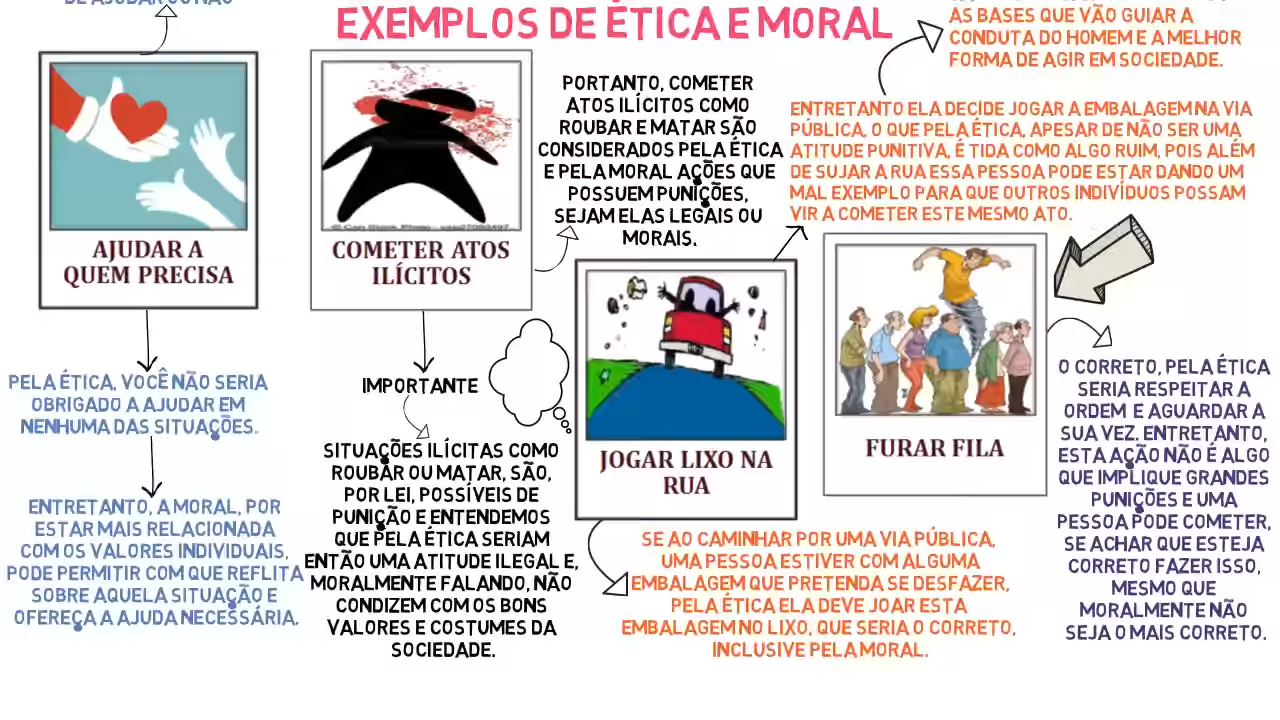 DE AJUDAR OU NÃO
EXEMPLOS DE ÉTICA E MORAL
AS BASES QUE VÃO GUIAR A
CONDUTA DO HOMEM E A MELHOR
FORMA DE AGIR EM SOCIEDADE.
AJUDAR A
QUEM PRECISA
PELA ÉTICA, VOCÊ NÃO SERIA
OBRIGADO A AJUDAR EM
NENHUMA DAS SITUAÇÕES.
ENTRETANTO, A MORAL, POR
ESTAR MAIS RELACIONADA
COM OS VALORES INDIVIDUAIS,
PODE PERMITIR COM QUE REFLITA
SOBRE AQUELA SITUAÇÃO E
OFEREÇA A AJUDA NECESSÁRIA.
COMETER ATOS
ILÍCITOS
PORTANTO, COMETER
ATOS ILÍCITOS COMO
ROUBAR E MATAR SÃO
CONSIDERADOS PELA ÉTICA
E PELA MORAL AÇÕES QUE
POSSUEM PUNIÇÕES,
SEJAM ELAS LEGAIS OU
MORAIS.
IMPORTANTE
SITUAÇÕES ILÍCITAS COMO
ROUBAR OU MATAR, SÃO,
POR LEI, POSSÍVEIS DE
PUNIÇÃO E ENTENDEMOS
QUE PELA ÉTICA SERIAM
ENTÃO UMA ATITUDE ILEGAL E,
MORALMENTE FALANDO, NÃO
CONDIZEM COM OS BONS
VALORES E COSTUMES DA
SOCIEDADE.
ENTRETANTO ELA DECIDE JOGAR A EMBALAGEM NA VIA
PÚBLICA, O QUE PELA ÉTICA, APESAR DE NÃO SER UMA
ATITUDE PUNITIVA, É TIDA COMO ALGO RUIM, POIS ALÉM
DE SUJAR A RUA ESSA PESSOA PODE ESTAR DANDO UM
MAL EXEMPLO PARA QUE OUTROS INDIVÍDUOS POSSAM
VIR A COMETER ESTE MESMO ATO.
JOGAR LIXO NA
RUA
SE AO CAMINHAR POR UMA VIA PÚBLICA,
UMA PESSOA ESTIVER COM ALGUMA
EMBALAGEM QUE PRETENDA SE DESFAZER,
PELA ÉTICA ELA DEVE JOAR ESTA
EMBALAGEM NO LIXO, QUE SERIA O CORRETO,
INCLUSIVE PELA MORAL.
FURAR FILA
O CORRETO, PELA ÉTICA
SERIA RESPEITAR A
ORDEM E AGUARDAR A
SUA VEZ. ENTRETANTO,
ESTA AÇÃO NÃO É ALGO
QUE IMPLIQUE GRANDES
PUNIÇÕES E UMA
PESSOA PODE COMETER,
SE ACHAR QUE ESTEJA
CORRETO FAZER ISSO,
MESMO QUE
MORALMENTE NÃO
SEJA O MAIS CORRETO.